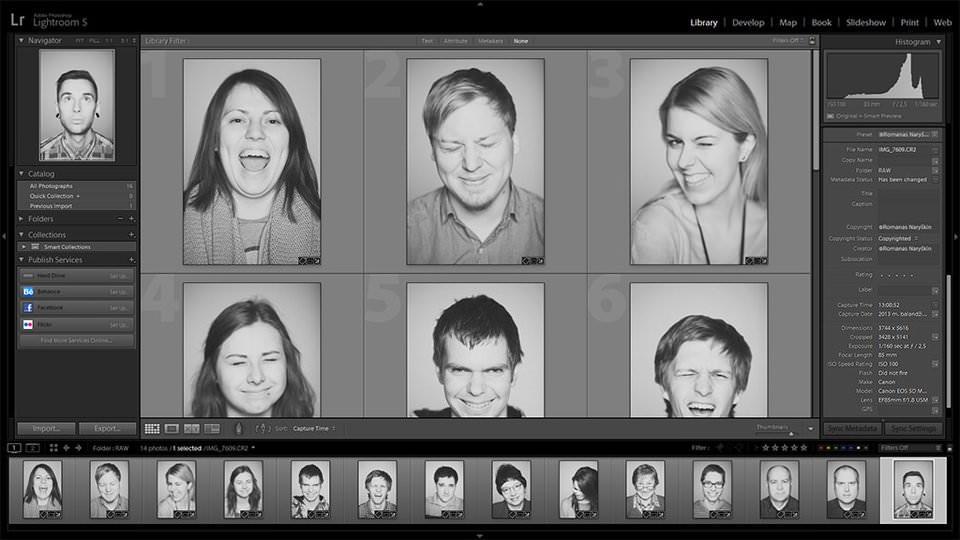 Lr Adobe Photoshop
Lightroom 5
Library | Develop | Map | Book | Slideshow | Print | Web
Navigator FIT FILL 1:1 3:1
Library Filter: Text Attribute Metadata None Filters Off
Histogram
1 2 3
ISO 100 85 mm f / 2,5 1/160 sec
Original + Smart Preview
Preset @Romanas Naryš...
File Name IMG_7609.CR2
Copy Name
Folder RAW
Metadata Status Has been changed
Title
Caption
Copyright @Romanas Naryškin
Copyright Status Copyrighted
Creator @Romanas Naryškin
Sublocation
Rating
Label
Capture Time 13:00:52
Capture Date 2013 m. baland...
Dimensions 3744 x 5616
Cropped 3428 x 5141
Exposure 1/160 sec at f / 2,5
Focal Length 85 mm
ISO Speed Rating ISO 100
Flash Did not fire
Make Canon
Model Canon EOS 5D M...
Lens EF85mm f/1.8 USM
GPS
Catalog
All Photographs 14
Quick Collection + 0
Previous Import 1
Folders
Collections
Smart Collections
Publish Services
Hard Drive Set Up...
Bē Behance Set Up...
f Facebook Set Up...
Flickr Set Up...
Find More Services Online...
4 5 6
Import... Export...
Sort: Capture Time
Thumbnails
Sync Metadata Sync Settings
1 2 Folder : RAW 14 photos / 1 selected / IMG_7609.CR2
Filter : Filters Off